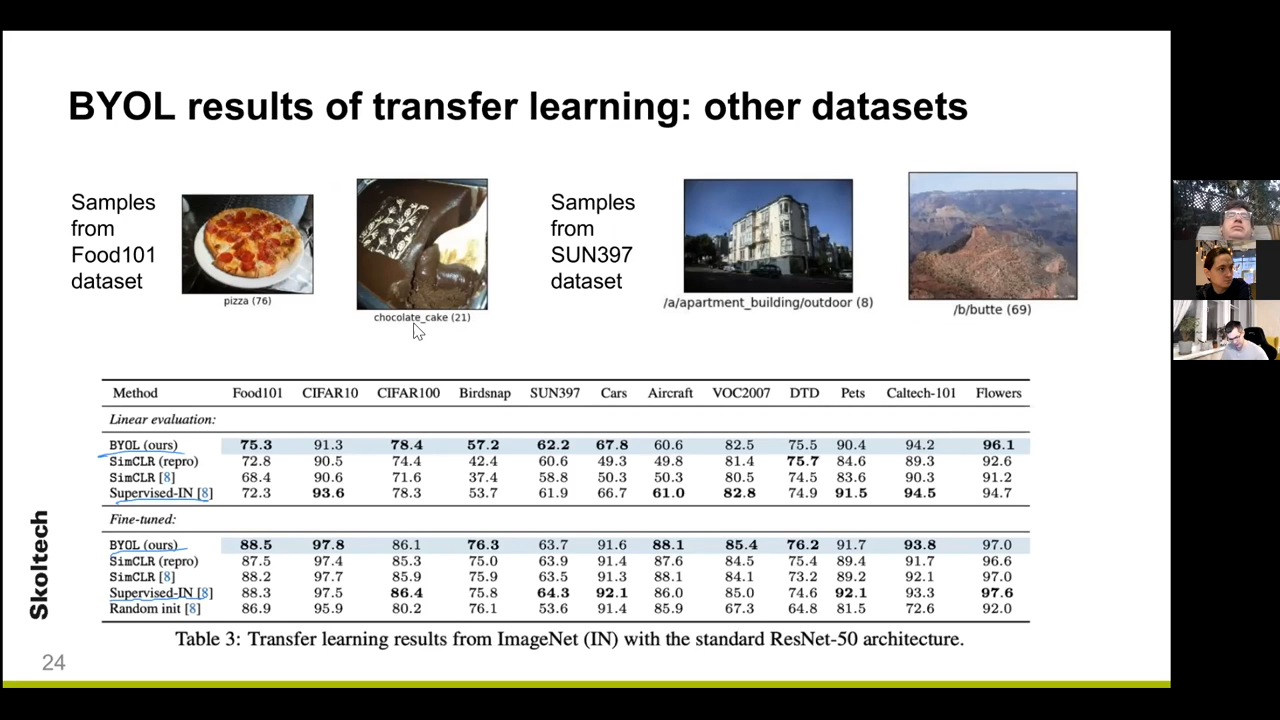 BYOL results of transfer learning: other datasets
Samples
from
Food101
dataset
pizza (76)
chocolate_cake (21)
Samples
from
SUN397
dataset
/a/apartment_building/outdoor (8)
/b/butte (69)
Method Food101 CIFAR10 CIFAR100 Birdsnap SUN397 Cars Aircraft VOC2007 DTD Pets Caltech-101 Flowers
Linear evaluation:
BYOL (ours) 75.3 91.3 78.4 57.2 62.2 67.8 60.6 82.5 75.5 90.4 94.2 96.1
SimCLR (repro) 72.8 90.5 74.4 42.4 60.6 49.3 49.8 81.4 75.7 84.6 89.3 92.6
SimCLR [8] 68.4 90.6 71.6 37.4 58.8 50.3 50.3 80.5 74.5 83.6 90.3 91.2
Supervised-IN [8] 72.3 93.6 78.3 53.7 61.9 66.7 61.0 82.8 74.9 91.5 94.5 94.7
Fine-tuned:
BYOL (ours) 88.5 97.8 86.1 76.3 63.7 91.6 88.1 85.4 76.2 91.7 93.8 97.0
SimCLR (repro) 87.5 97.4 85.3 75.0 63.9 91.4 87.6 84.5 75.4 89.4 91.7 96.6
SimCLR [8] 88.2 97.7 85.9 75.9 63.5 91.3 88.1 84.1 73.2 89.2 92.1 97.0
Supervised-IN [8] 88.3 97.5 86.4 75.8 64.3 92.1 86.0 85.0 74.6 92.1 93.3 97.6
Random init [8] 86.9 95.9 80.2 76.1 53.6 91.4 85.9 67.3 64.8 81.5 72.6 92.0
Table 3: Transfer learning results from ImageNet (IN) with the standard ResNet-50 architecture.
Skoltech
24